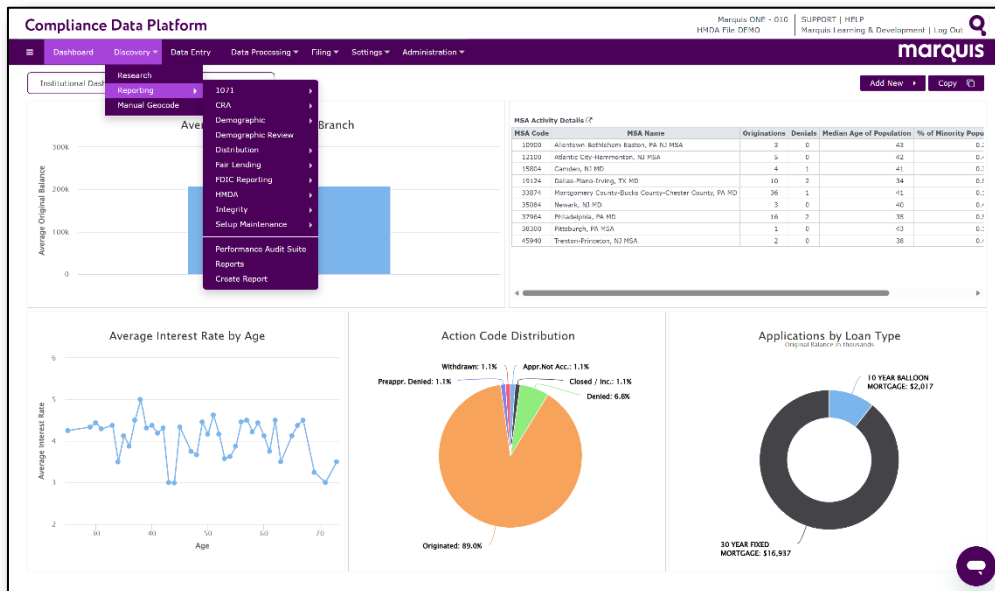 Compliance Data Platform
Marquis ONE - 010
SUPPORT | HELP
HMDA File DEMO
Marquis Learning & Development | Log Out
Dashboard
Discovery
Data Entry
Data Processing
Filing
Settings
Administration
marquis
Research
Reporting
Manual Geocode
Institutional Dash
Add New
Copy
1071
CRA
Demographic
Demographic Review
Distribution
Fair Lending
FDIC Reporting
HMDA
Integrity
Setup Maintenance
Performance Audit Suite
Reports
Create Report
Branch
Average Original Balance
300k
200k
100k
0
MSA Activity Details
MSA Code MSA Name Originations Denials Median Age of Population % of Minority Popu
10900 Allentown-Bethlehem-Easton, PA-NJ MSA 3 0 43
12100 Atlantic City-Hammonton, NJ MSA 5 0 42
15804 Camden, NJ MD 4 1 41
19124 Dallas-Plano-Irving, TX MD 10 2 34
33874 Montgomery County-Bucks County-Chester County, PA MD 36 1 41
35084 Newark, NJ MD 3 0 40
37964 Philadelphia, PA MD 16 2 35
38300 Pittsburgh, PA MSA 1 0 43
45940 Trenton-Princeton, NJ MSA 2 0 38
Average Interest Rate by Age
Average Interest Rate
6
5
4
3
2
30 40 50 60 70
Age
Action Code Distribution
Withdrawn: 1.1%
Appr.Not Acc.: 1.1%
Preappr. Denied: 1.1%
Closed / Inc.: 1.1%
Denied: 6.6%
Originated: 89.0%
Applications by Loan Type
Original Balance in thousands
10 YEAR BALLOON
MORTGAGE: $2,017
30 YEAR FIXED
MORTGAGE: $16,937